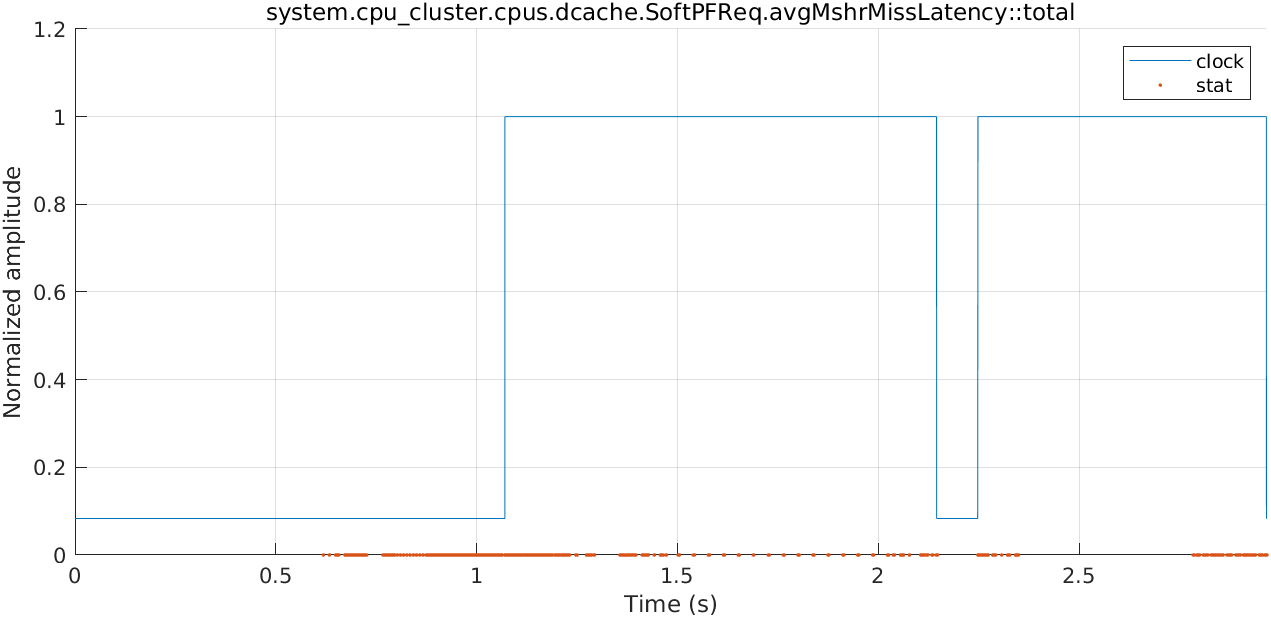 system.cpu_cluster.cpus.dcache.SoftPFReq.avgMshrMissLatency::total
1.2
1
0.8
0.6
0.4
0.2
0
Normalized amplitude
clock
stat
0
0.5
1
1.5
2
2.5
Time (s)